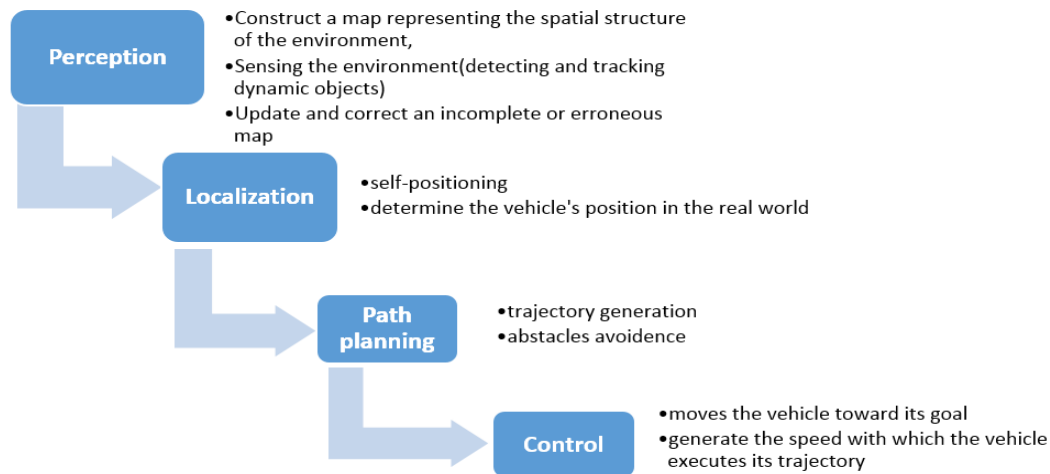 Perception
•Construct a map representing the spatial structure
of the environment,
•Sensing the environment(detecting and tracking
dynamic objects)
•Update and correct an incomplete or erroneous
map
Localization
•self-positioning
•determine the vehicle's position in the real world
Path
planning
•trajectory generation
•abstacles avoidence
Control
•moves the vehicle toward its goal
•generate the speed with which the vehicle
executes its trajectory